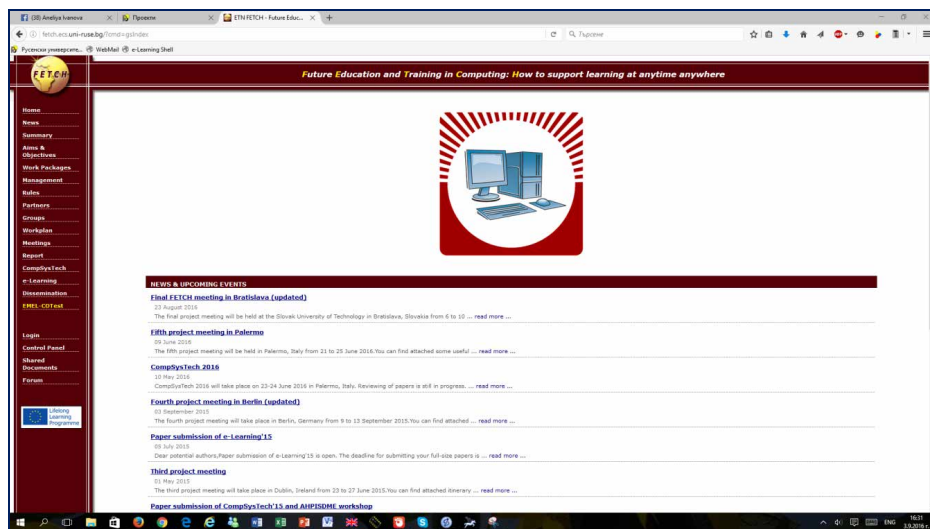 (38) Aneliya Ivanova
Проекти
ETN FETCH - Future Educ...
fetch.ecs.uni-ruse.bg/?cmd=gsIndex
Търсене
Русенски университе...
WebMail
e-Learning Shell
FETCH
Future Education and Training in Computing: How to support learning at anytime anywhere
Home
News
Summary
Aims &
Objectives
Work Packages
Management
Rules
Partners
Groups
Workplan
Meetings
Report
CompSysTech
e-Learning
Dissemination
EMEL-COTest
Login
Control Panel
Shared
Documents
Forum
Lifelong
Learning
Programme
NEWS & UPCOMING EVENTS
Final FETCH meeting in Bratislava (updated)
23 August 2016
The final project meeting will be held at the Slovak University of Technology in Bratislava, Slovakia from 6 to 10 ... read more ...
Fifth project meeting in Palermo
09 June 2016
The fifth project meeting will be held in Palermo, Italy from 21 to 25 June 2016.You can find attached some useful ... read more ...
CompSysTech 2016
10 May 2016
CompSysTech 2016 will take place on 23-24 June 2016 in Palermo, Italy. Reviewing of papers is still in progress. ... read more ...
Fourth project meeting in Berlin (updated)
03 September 2015
The fourth project meeting will take place in Berlin, Germany from 9 to 13 September 2015.You can find attached ... read more ...
Paper submission of e-Learning'15
05 July 2015
Dear potential authors,Paper submission of e-Learning'15 is open. The deadline for submitting your full-size papers is ... read more ...
Third project meeting
01 May 2015
The third project meeting will take place in Dublin, Ireland from 23 to 27 June 2015.You can find attached itinerary ... read more ...
Paper submission of CompSysTech'15 and AHPISDME workshop
ENG
16:31
3.9.2016 г.